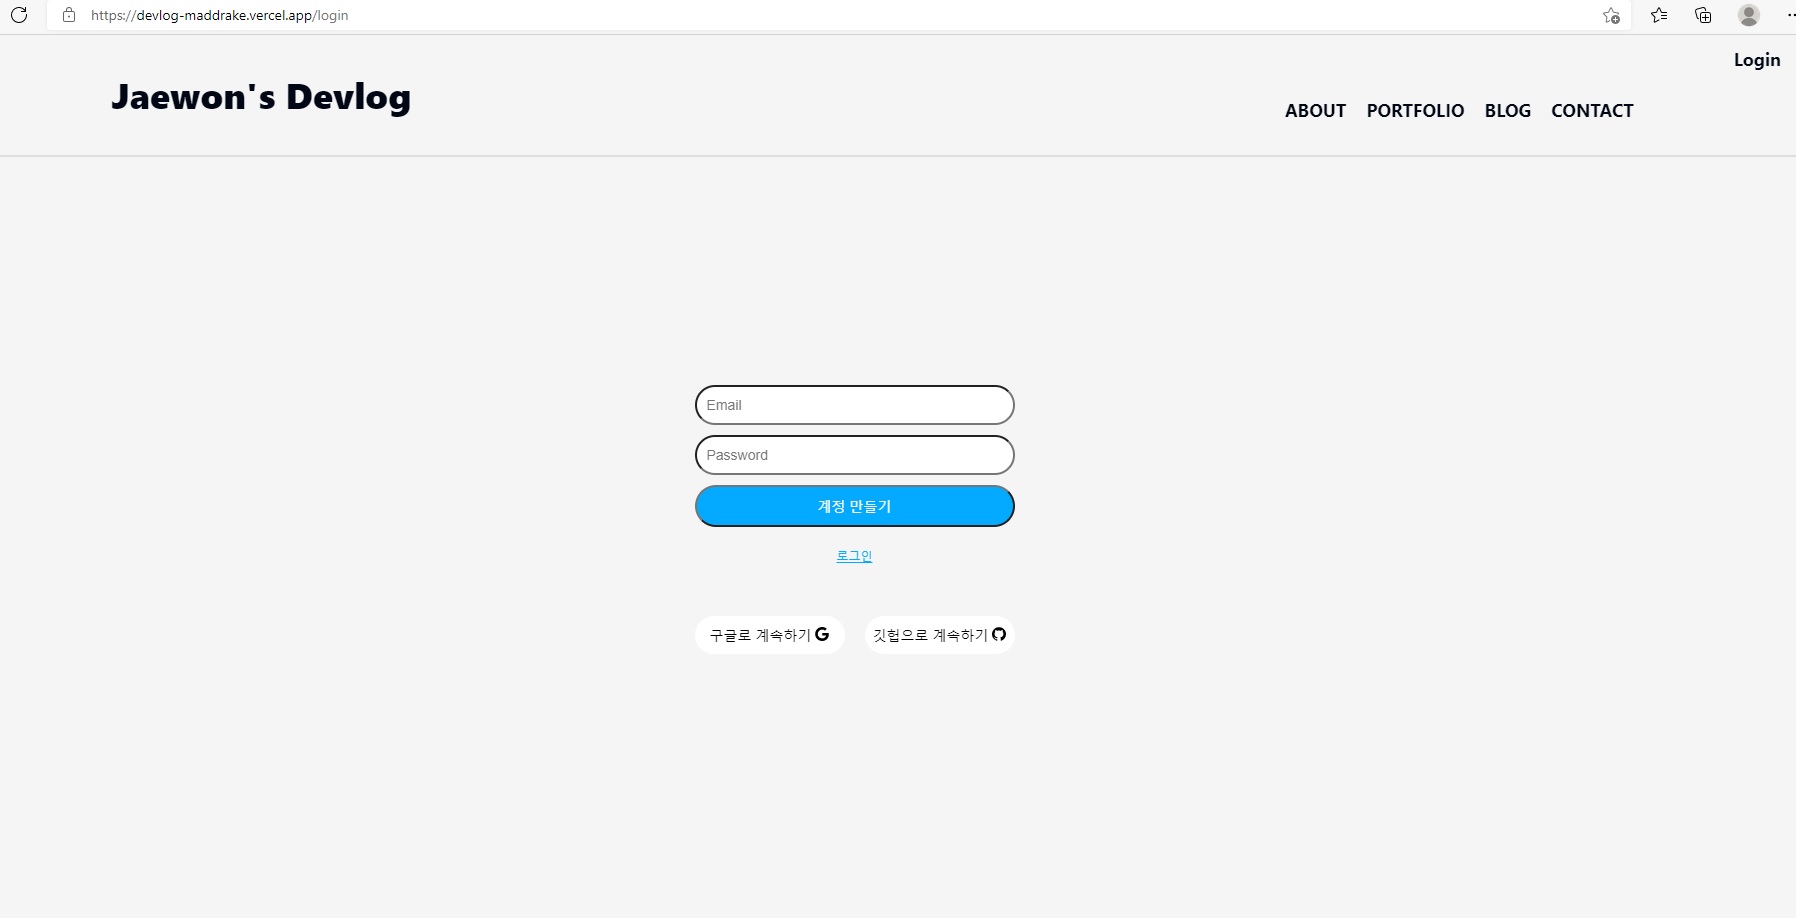 https://devlog-maddrake.vercel.app/login
Login
Jaewon's Devlog
ABOUT PORTFOLIO BLOG CONTACT
Email
Password
계정 만들기
로그인
구글로 계속하기 깃헙으로 계속하기